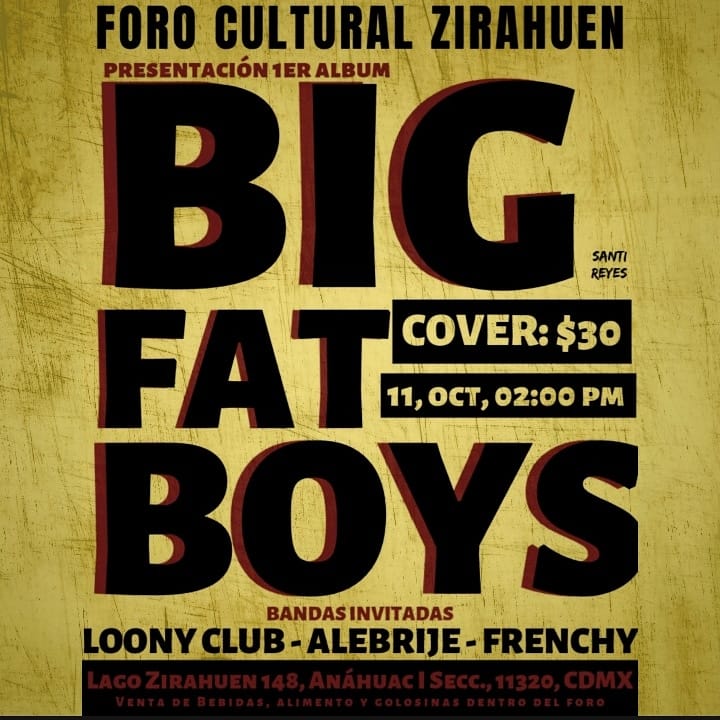 FORO CULTURAL ZIRAHUEN
PRESENTACIÓN 1ER ALBUM
BIG
SANTI
REYES
FAT
COVER: $30
11, OCT, 02:00 PM
BOYS
BANDAS INVITADAS
LOONY CLUB - ALEBRIJE - FRENCHY
LAGO ZIRAHUEN 148, ANÁHUAC I SECC., 11320, CDMX
VENTA DE BEBIDAS, ALIMENTO Y GOLOSINAS DENTRO DEL FORO